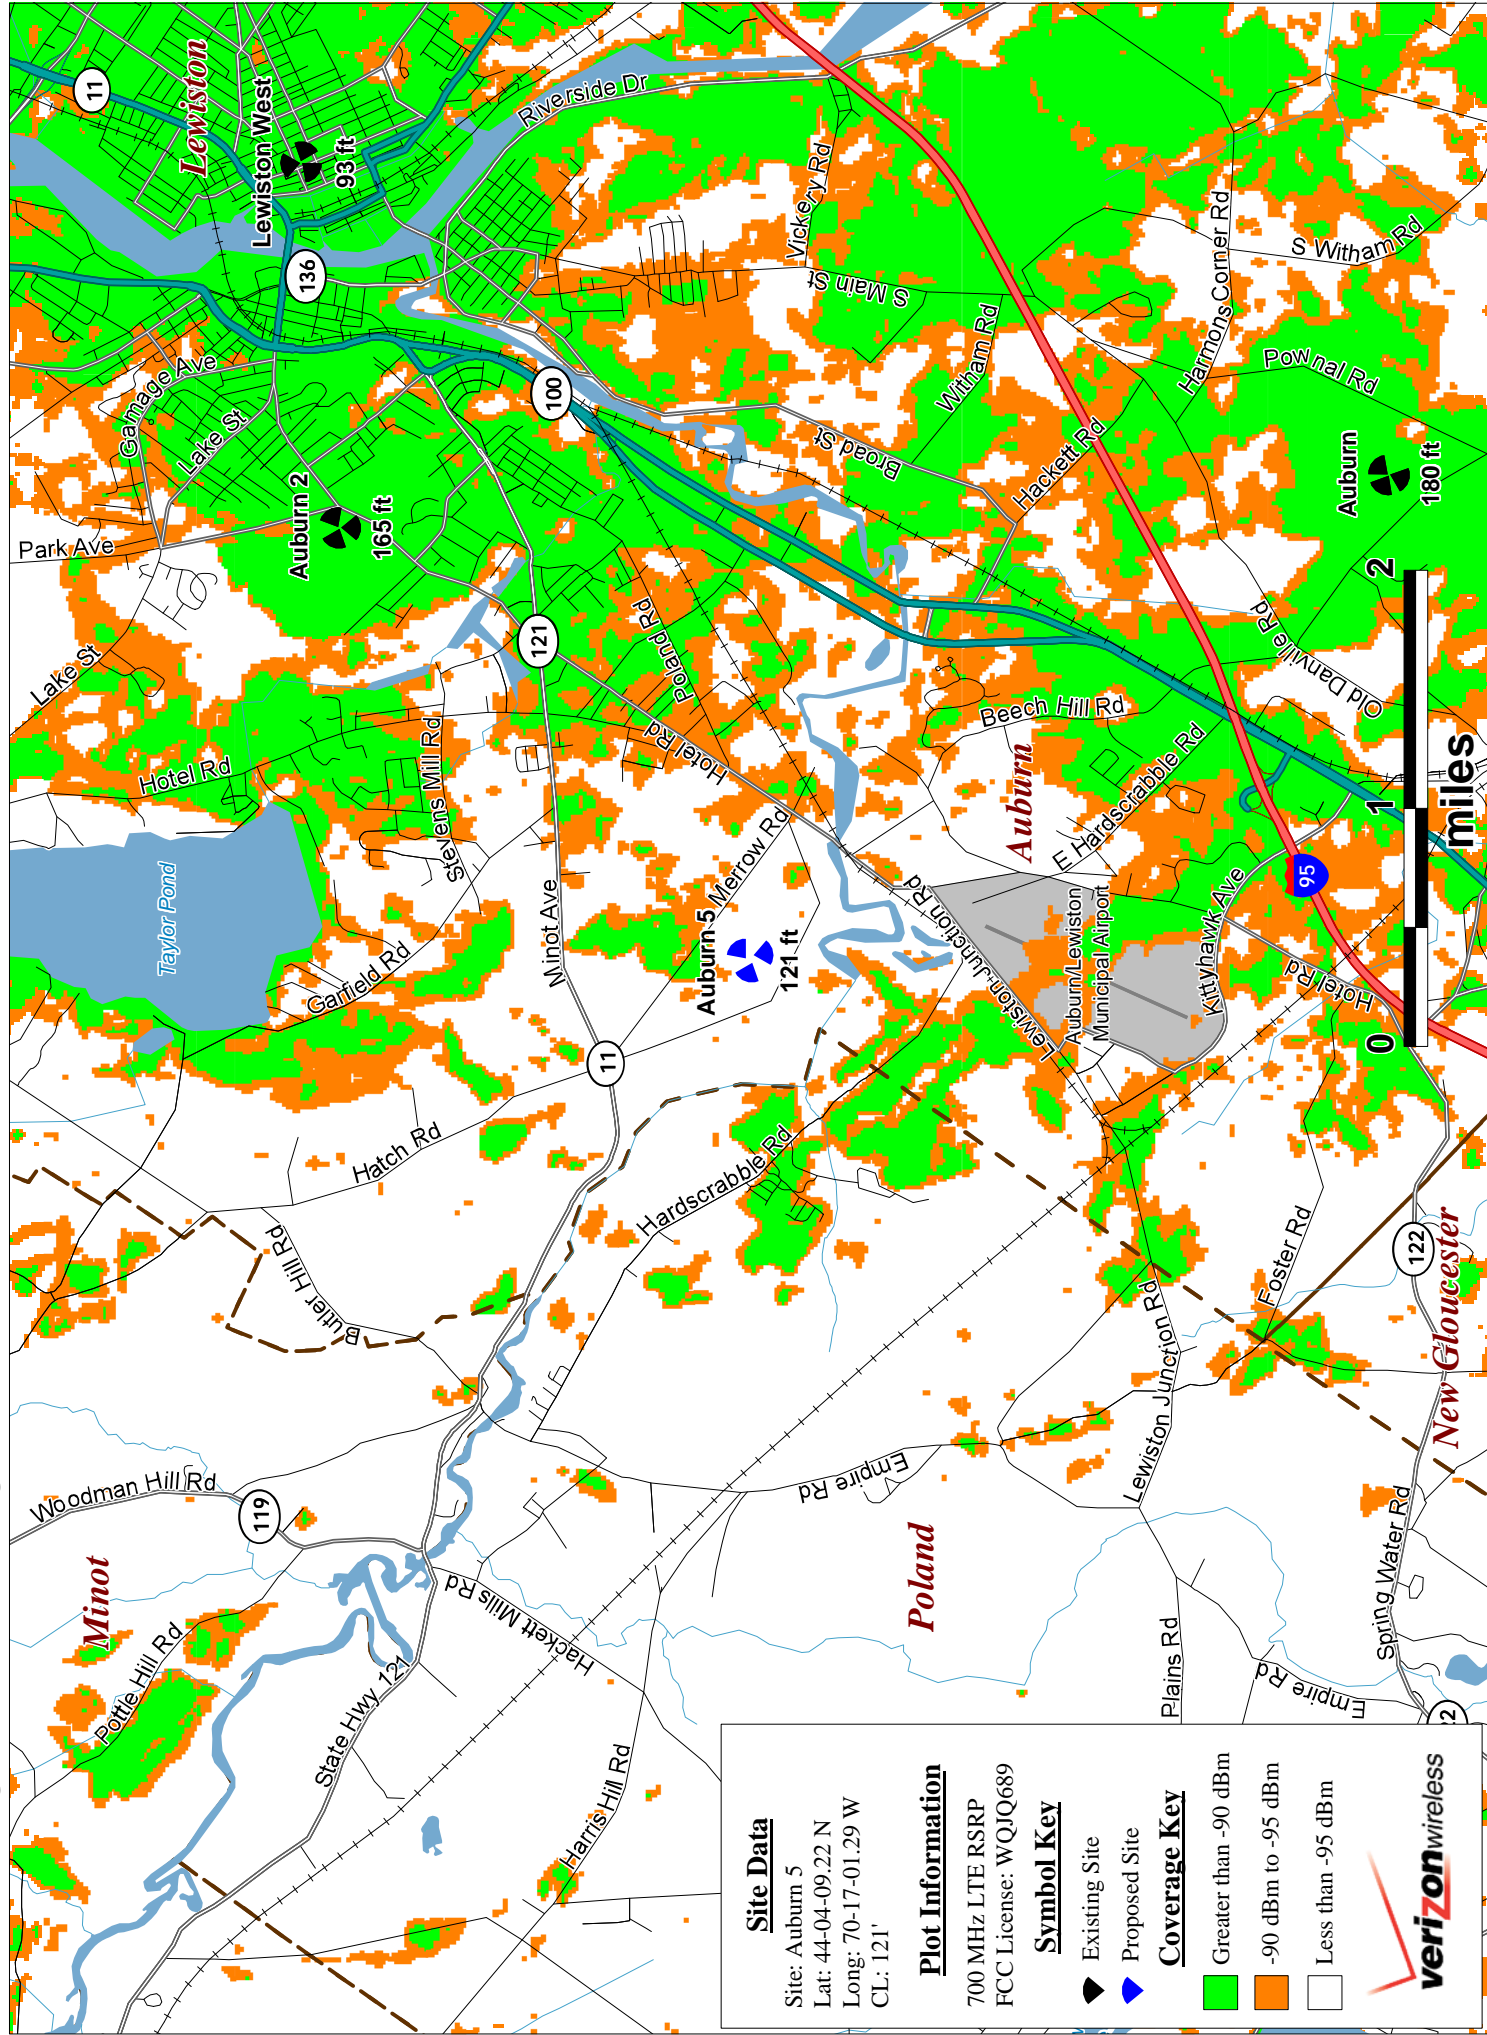 Site Data
Site: Auburn 5
Lat: 44-04-09.22 N
Long: 70-17-01.29 W
CL: 121'
Plot Information
700 MHz LTE RSRP
FCC License: WQJQ689
Symbol Key
Existing Site
Proposed Site
Coverage Key
Greater than -90 dBm
-90 dBm to -95 dBm
Less than -95 dBm
verizonwireless
Minot
Pottie Hill Rd
Woodman Hill Rd
119
State Hwy 121
Hackett Mills Rd
Harris Hill Rd
Butler Hill Rd
Hatch Rd
11
Hardscrabble Rd
Garfield Rd
Taylor Pond
Hotel Rd
Stevens Mill Rd
Minot Ave
Lake St
Park Ave
Gamage Ave
Lake St
Auburn 2
165 ft
Lewiston
11
Lewiston West
93 ft
136
Riverside Dr
100
121
Poland Rd
Hotel Rd
Merrow Rd
Auburn 5
121 ft
Vickery Rd
S Main St
Witham Rd
Broad St
Hackett Rd
Harmons Corner Rd
S Witham Rd
Pownal Rd
Auburn
180 ft
Old Danville Rd
Beech Hill Rd
Auburn
E Hardscrabble Rd
Lewiston Junction Rd
Auburn/Lewiston
Municipal Airport
Kittyhawk Ave
95
Hotel Rd
Poland
Empire Rd
Lewiston Junction Rd
Foster Rd
122
New Gloucester
Spring Water Rd
Plains Rd
Empire Rd
22
0
1
2
miles